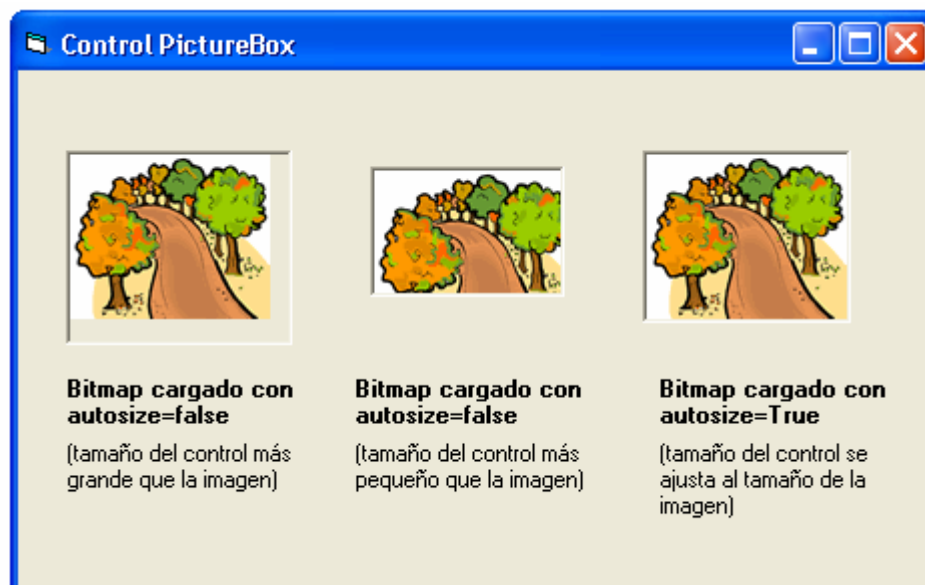 Control PictureBox
Bitmap cargado con
autosize=false
(tamaño del control más
grande que la imagen)
Bitmap cargado con
autosize=false
(tamaño del control más
pequeño que la imagen)
Bitmap cargado con
autosize=True
(tamaño del control se
ajusta al tamaño de la
imagen)